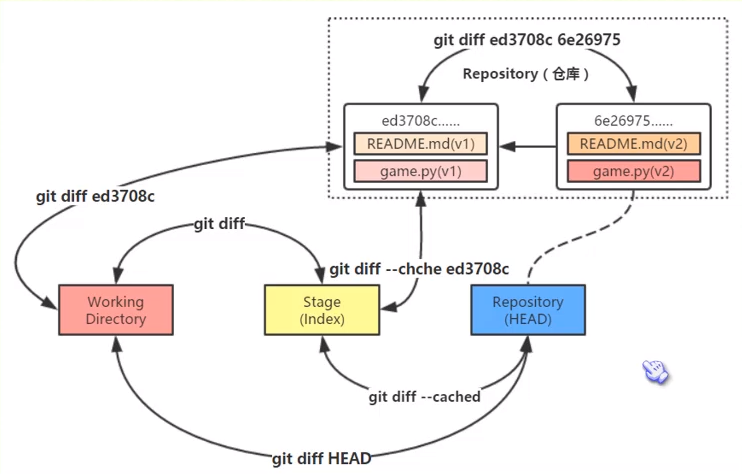 git diff ed3708c 6e26975
Repository（仓库）
ed3708c......
README.md(v1)
game.py(v1)
6e26975......
README.md(v2)
game.py(v2)
git diff ed3708c
git diff
git diff --chche ed3708c
Working
Directory
Stage
(Index)
Repository
(HEAD)
git diff --cached
git diff HEAD